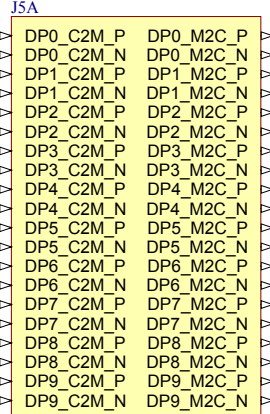 J5A
DP0_C2M_P DP0_M2C_P
DP0_C2M_N DP0_M2C_N
DP1_C2M_P DP1_M2C_P
DP1_C2M_N DP1_M2C_N
DP2_C2M_P DP2_M2C_P
DP2_C2M_N DP2_M2C_N
DP3_C2M_P DP3_M2C_P
DP3_C2M_N DP3_M2C_N
DP4_C2M_P DP4_M2C_P
DP4_C2M_N DP4_M2C_N
DP5_C2M_P DP5_M2C_P
DP5_C2M_N DP5_M2C_N
DP6_C2M_P DP6_M2C_P
DP6_C2M_N DP6_M2C_N
DP7_C2M_P DP7_M2C_P
DP7_C2M_N DP7_M2C_N
DP8_C2M_P DP8_M2C_P
DP8_C2M_N DP8_M2C_N
DP9_C2M_P DP9_M2C_P
DP9_C2M_N DP9_M2C_N